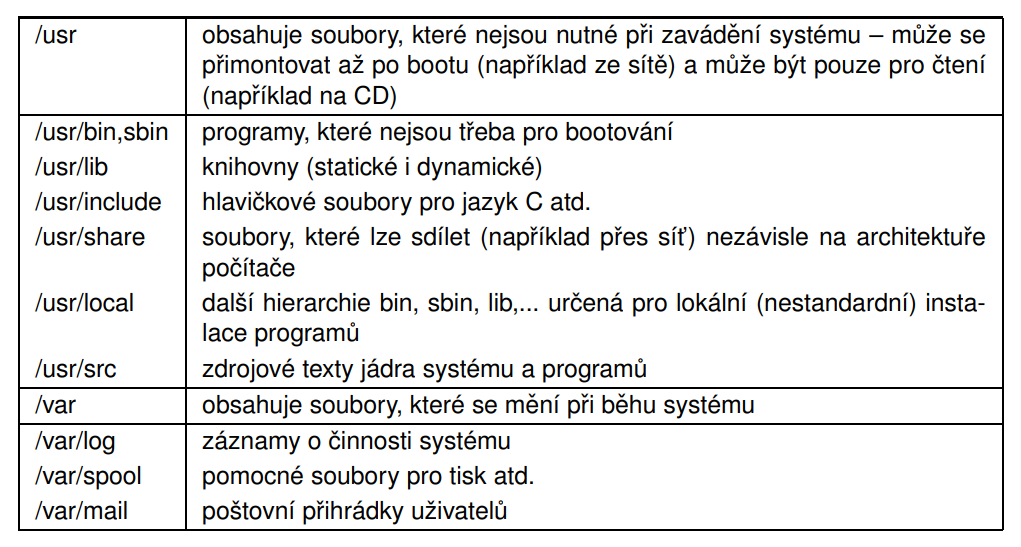 /usr obsahuje soubory, které nejsou nutné při zavádění systému – může se
přimontovat až po bootu (například ze sítě) a může být pouze pro čtení
(například na CD)
/usr/bin,sbin programy, které nejsou třeba pro bootování
/usr/lib knihovny (statické i dynamické)
/usr/include hlavičkové soubory pro jazyk C atd.
/usr/share soubory, které lze sdílet (například přes síť) nezávisle na architektuře
počítače
/usr/local další hierarchie bin, sbin, lib,... určená pro lokální (nestandardní) insta-
lace programů
/usr/src zdrojové texty jádra systému a programů
/var obsahuje soubory, které se mění při běhu systému
/var/log záznamy o činnosti systému
/var/spool pomocné soubory pro tisk atd.
/var/mail poštovní přihrádky uživatelů